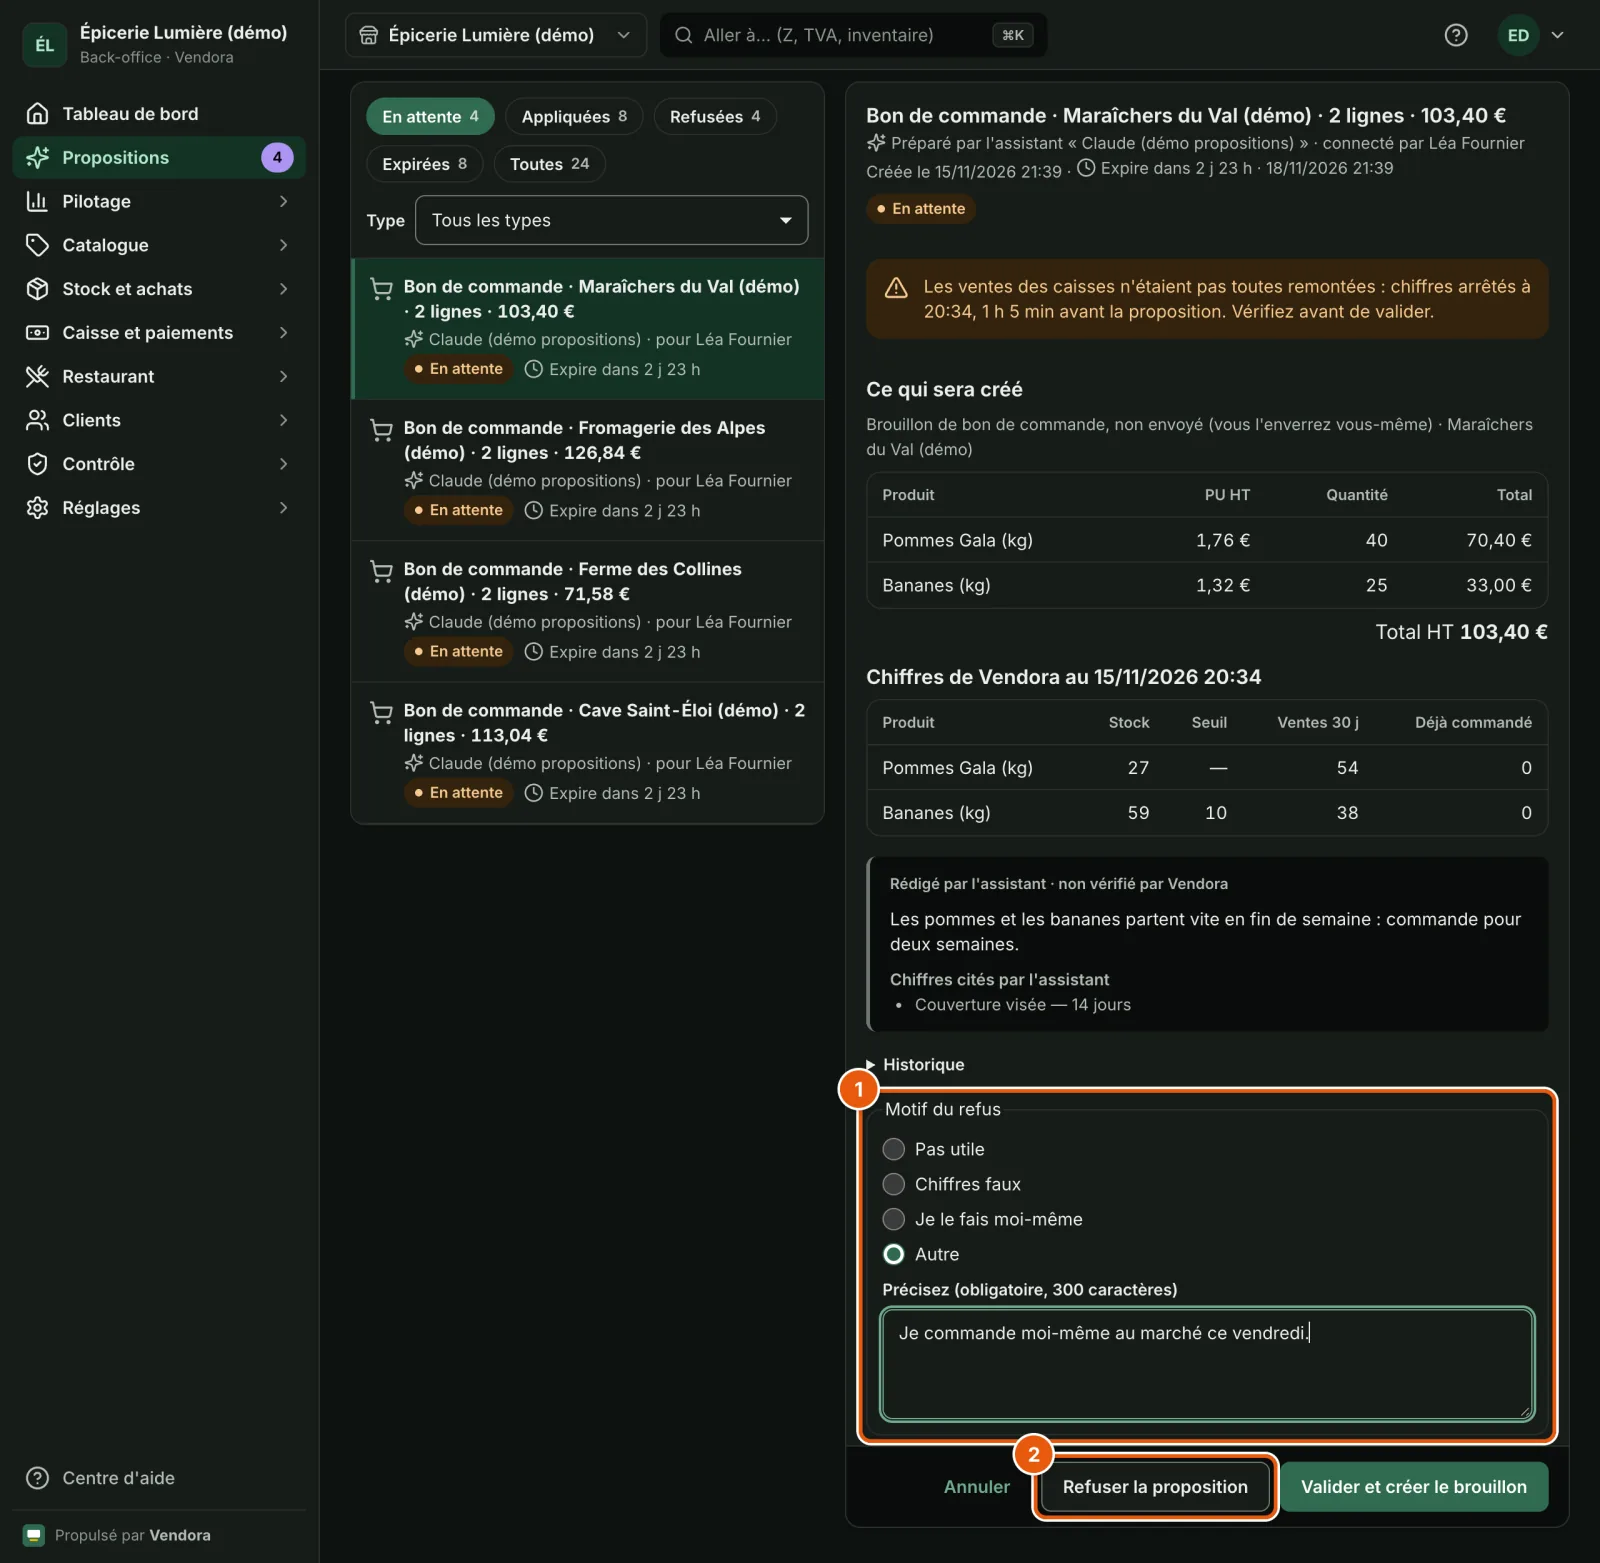 ÉL
Épicerie Lumière (démo)
Back-office · Vendora
Tableau de bord
Propositions 4
Pilotage
Catalogue
Stock et achats
Caisse et paiements
Restaurant
Clients
Contrôle
Réglages
Centre d'aide
Propulsé par Vendora
Épicerie Lumière (démo)
Aller à... (Z, TVA, inventaire) ⌘K
ED
En attente 4 Appliquées 8 Refusées 4
Expirées 8 Toutes 24
Type Tous les types
Bon de commande · Maraîchers du Val (démo)
· 2 lignes · 103,40 €
Claude (démo propositions) · pour Léa Fournier
En attente Expire dans 2 j 23 h
Bon de commande · Fromagerie des Alpes
(démo) · 2 lignes · 126,84 €
Claude (démo propositions) · pour Léa Fournier
En attente Expire dans 2 j 23 h
Bon de commande · Ferme des Collines
(démo) · 2 lignes · 71,58 €
Claude (démo propositions) · pour Léa Fournier
En attente Expire dans 2 j 23 h
Bon de commande · Cave Saint-Éloi (démo) · 2
lignes · 113,04 €
Claude (démo propositions) · pour Léa Fournier
En attente Expire dans 2 j 23 h
Bon de commande · Maraîchers du Val (démo) · 2 lignes · 103,40 €
Préparé par l'assistant « Claude (démo propositions) » · connecté par Léa Fournier
Créée le 15/11/2026 21:39 · Expire dans 2 j 23 h · 18/11/2026 21:39
En attente
Les ventes des caisses n'étaient pas toutes remontées : chiffres arrêtés à
20:34, 1 h 5 min avant la proposition. Vérifiez avant de valider.
Ce qui sera créé
Brouillon de bon de commande, non envoyé (vous l'enverrez vous-même) · Maraîchers
du Val (démo)
Produit PU HT Quantité Total
Pommes Gala (kg) 1,76 € 40 70,40 €
Bananes (kg) 1,32 € 25 33,00 €
Total HT 103,40 €
Chiffres de Vendora au 15/11/2026 20:34
Produit Stock Seuil Ventes 30 j Déjà commandé
Pommes Gala (kg) 27 — 54 0
Bananes (kg) 59 10 38 0
Rédigé par l'assistant · non vérifié par Vendora
Les pommes et les bananes partent vite en fin de semaine : commande pour
deux semaines.
Chiffres cités par l'assistant
• Couverture visée — 14 jours
Historique
1
Motif du refus
Pas utile
Chiffres faux
Je le fais moi-même
Autre
Précisez (obligatoire, 300 caractères)
Je commande moi-même au marché ce vendredi.
2
Annuler Refuser la proposition Valider et créer le brouillon